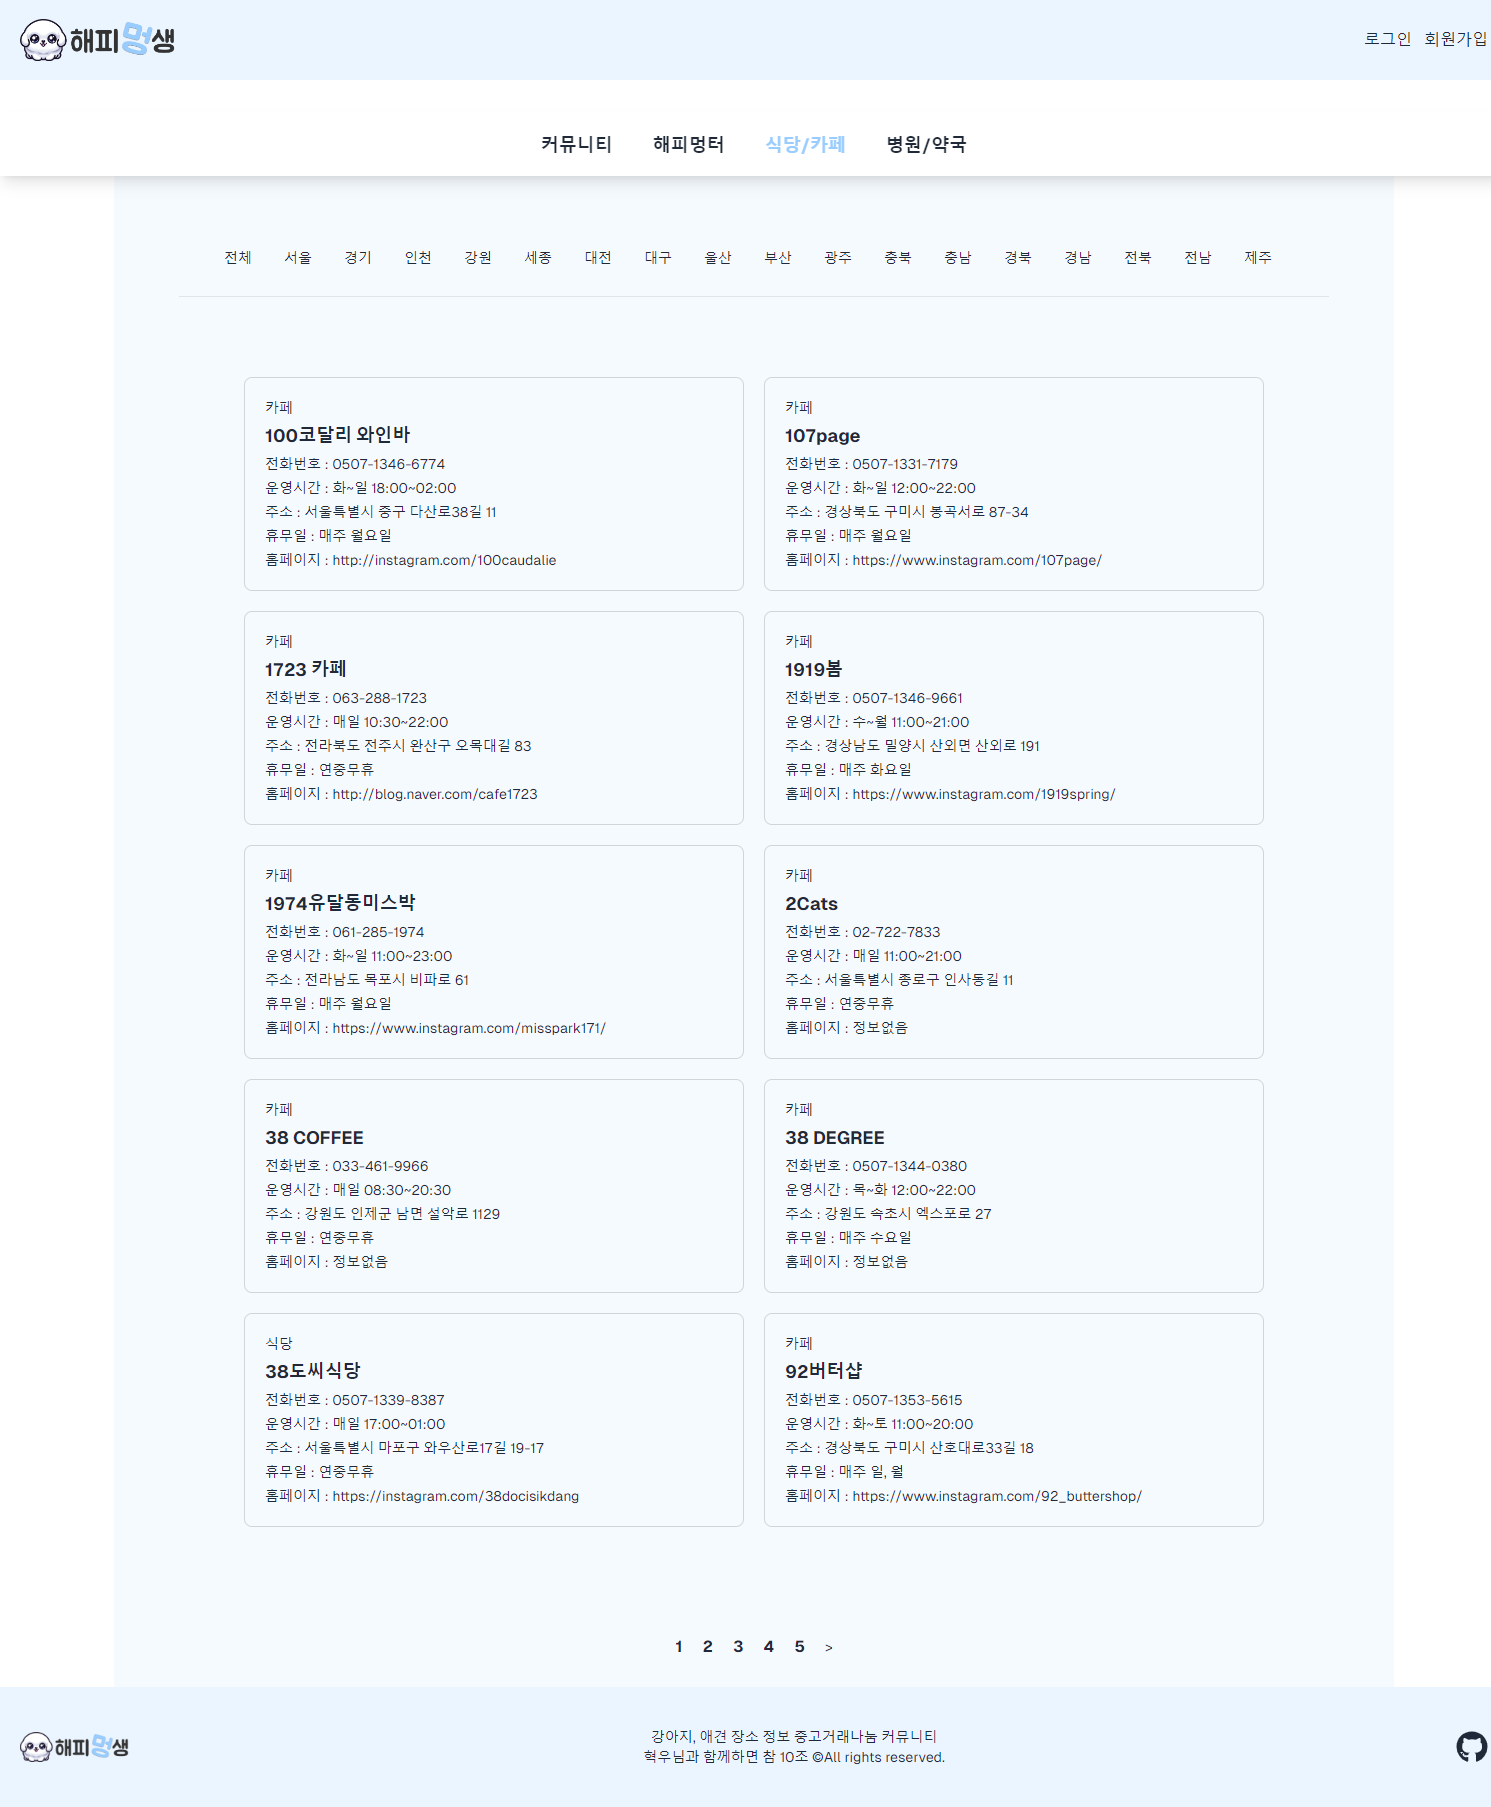 해피멍생
로그인 회원가입
커뮤니티 해피멍터 식당/카페 병원/약국
전체 서울 경기 인천 강원 세종 대전 대구 울산 부산 광주 충북 충남 경북 경남 전북 전남 제주
카페
100코달리 와인바
전화번호 : 0507-1346-6774
운영시간 : 화~일 18:00~02:00
주소 : 서울특별시 중구 다산로38길 11
휴무일 : 매주 월요일
홈페이지 : http://instagram.com/100caudalie
카페
107page
전화번호 : 0507-1331-7179
운영시간 : 화~일 12:00~22:00
주소 : 경상북도 구미시 봉곡서로 87-34
휴무일 : 매주 월요일
홈페이지 : https://www.instagram.com/107page/
카페
1723 카페
전화번호 : 063-288-1723
운영시간 : 매일 10:30~22:00
주소 : 전라북도 전주시 완산구 오목대길 83
휴무일 : 연중무휴
홈페이지 : http://blog.naver.com/cafe1723
카페
1919봄
전화번호 : 0507-1346-9661
운영시간 : 수~월 11:00~21:00
주소 : 경상남도 밀양시 산외면 산외로 191
휴무일 : 매주 화요일
홈페이지 : https://www.instagram.com/1919spring/
카페
1974유달동미스박
전화번호 : 061-285-1974
운영시간 : 화~일 11:00~23:00
주소 : 전라남도 목포시 비파로 61
휴무일 : 매주 월요일
홈페이지 : https://www.instagram.com/misspark171/
카페
2Cats
전화번호 : 02-722-7833
운영시간 : 매일 11:00~21:00
주소 : 서울특별시 종로구 인사동길 11
휴무일 : 연중무휴
홈페이지 : 정보없음
카페
38 COFFEE
전화번호 : 033-461-9966
운영시간 : 매일 08:30~20:30
주소 : 강원도 인제군 남면 설악로 1129
휴무일 : 연중무휴
홈페이지 : 정보없음
카페
38 DEGREE
전화번호 : 0507-1344-0380
운영시간 : 목~화 12:00~22:00
주소 : 강원도 속초시 엑스포로 27
휴무일 : 매주 수요일
홈페이지 : 정보없음
식당
38도씨식당
전화번호 : 0507-1339-8387
운영시간 : 매일 17:00~01:00
주소 : 서울특별시 마포구 와우산로17길 19-17
휴무일 : 연중무휴
홈페이지 : https://instagram.com/38docisikdang
카페
92버터샵
전화번호 : 0507-1353-5615
운영시간 : 화~토 11:00~20:00
주소 : 경상북도 구미시 산호대로33길 18
휴무일 : 매주 일, 월
홈페이지 : https://www.instagram.com/92_buttershop/
1 2 3 4 5 >
해피멍생
강아지, 애견 장소 정보 중고거래나눔 커뮤니티
혁우님과 함께하면 참 10조 ©All rights reserved.